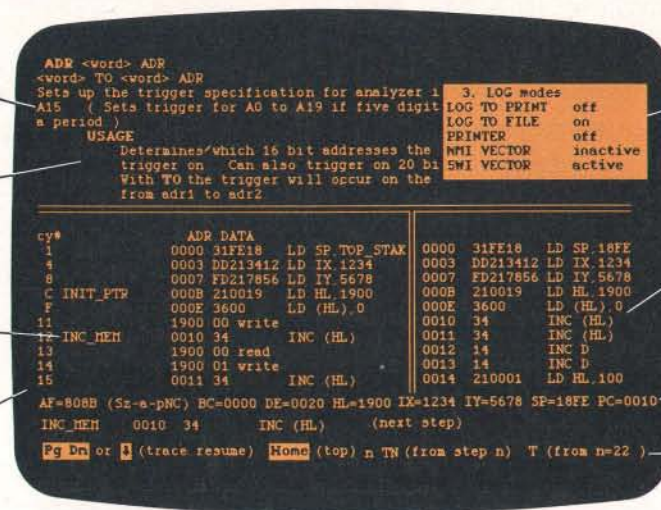 ADR <word> ADR
<word> TO <word> ADR
Sets up the trigger specification for analyzer i
A15 ( Sets trigger for A0 to A19 if five digit
a period )
USAGE
Determines which 16 bit addresses the
trigger on Can also trigger on 20 bi
With TO the trigger will occur on the
from adr1 to adr2
3. LOG modes
LOG TO PRINT off
LOG TO FILE on
PRINTER off
NMI VECTOR inactive
SWI VECTOR active
cy# ADR DATA
1 0000 31FE18 LD SP,TOP_STAK
4 0003 DD213412 LD IX,1234
8 0007 FD217856 LD IY,5678
C INIT_PTR 000B 210019 LD HL,1900
F 000E 3600 LD (HL),0
11 1900 00 write
12 INC_MEM 0010 34 INC (HL)
13 1900 00 read
14 1900 01 write
15 0011 34 INC (HL)
0000 31FE18 LD SP,18FE
0003 DD213412 LD IX,1234
0007 FD217856 LD IY,5678
000B 210019 LD HL,1900
000E 3600 LD (HL),0
0010 34 INC (HL)
0011 34 INC (HL)
0012 14 INC D
0013 14 INC D
0014 210001 LD HL,100
AF=808B (Sz-a-pNC) BC=0000 DE=0020 HL=1900 IX=1234 IY=5678 SP=18FE PC=0010
INC_MEM 0010 34 INC (HL) (next step)
Pg Dn or ↓ (trace resume) Home (top) n TN (from step n) T (from n=22 )